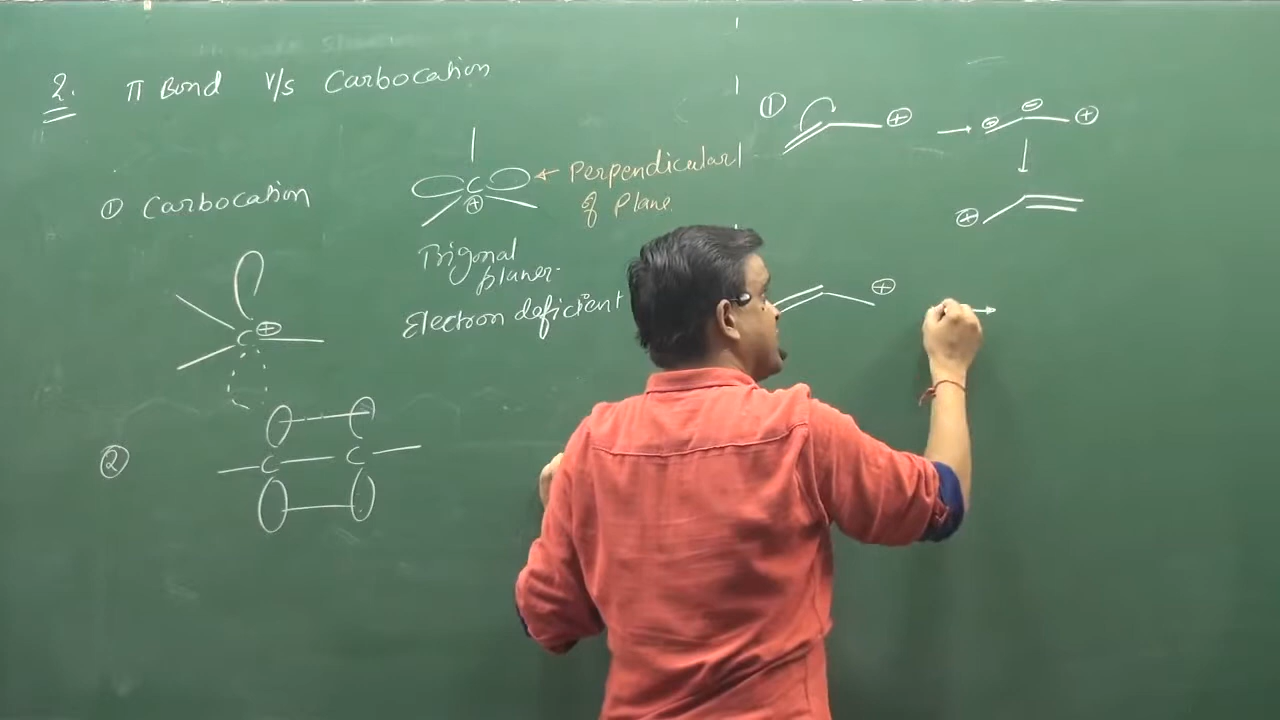 2. π Bond v/s Carbocation
① Carbocation
C ⊕
② C C
C ⊕ ← Perpendicular
of Plane.
Trigonal
planer.
Electron deficient
① ⊕ → ⊕ ⊖ ⊕
↓
⊕
⊕ →